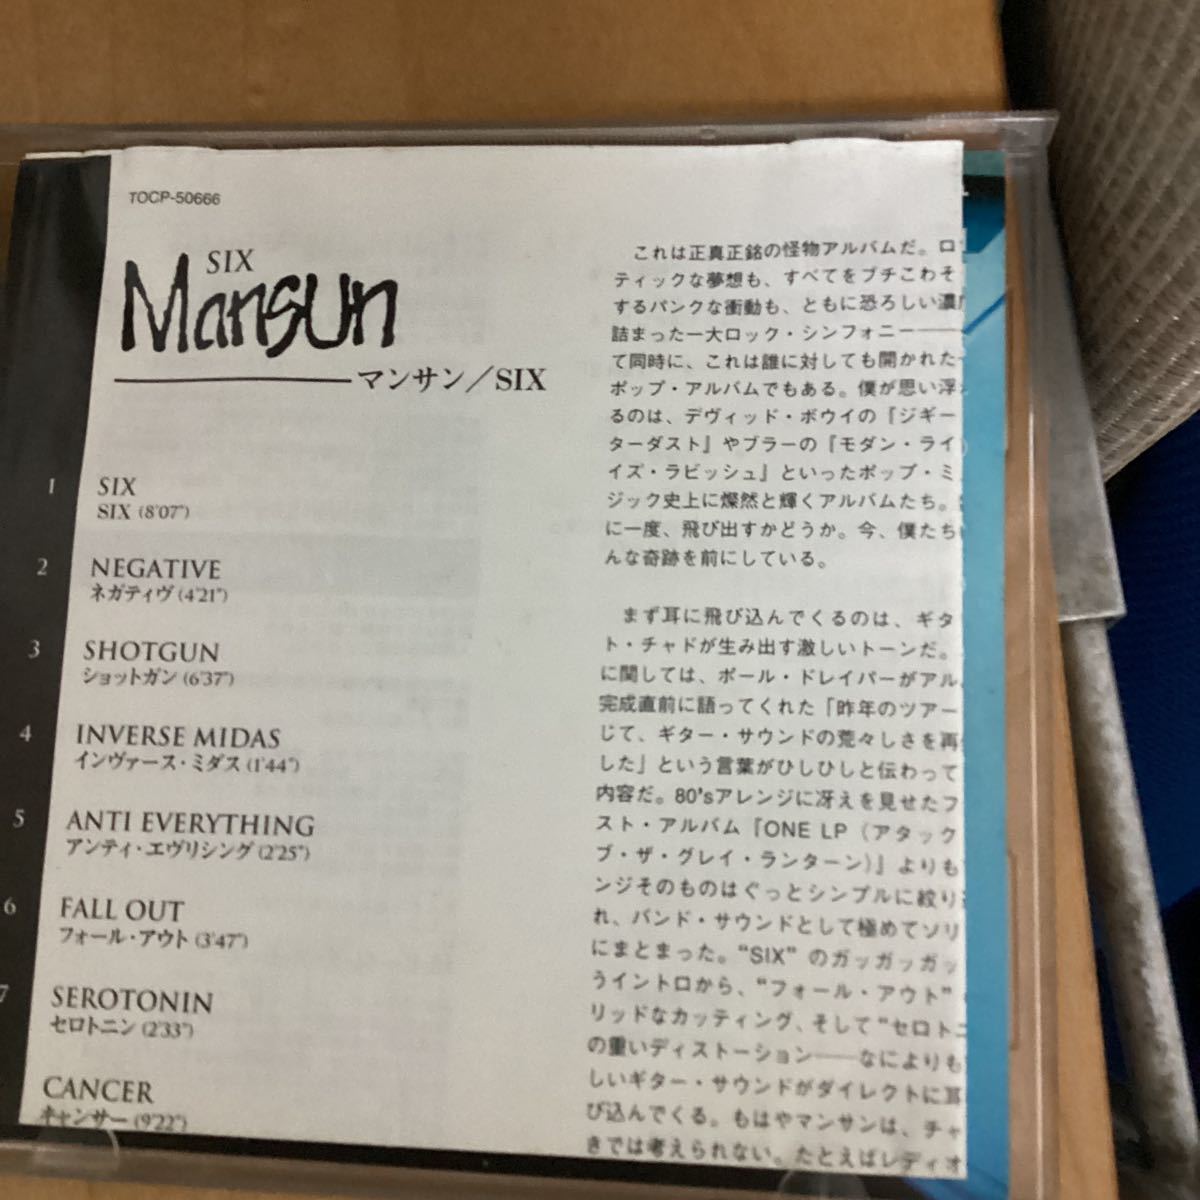 TOCP-50666
SIX
Mansun
マンサン／SIX
1 SIX
SIX (8'07")
2 NEGATIVE
ネガティヴ (4'21")
3 SHOTGUN
ショットガン (6'37")
4 INVERSE MIDAS
インヴァース・ミダス (1'44")
5 ANTI EVERYTHING
アンティ・エヴリシング (2'25")
6 FALL OUT
フォール・アウト (3'47")
7 SEROTONIN
セロトニン (2'33")
CANCER
キャンサー (9'22")
これは正真正銘の怪物アルバムだ。ロ
ティックな夢想も、すべてをブチこわそ
するパンクな衝動も、ともに恐ろしい濃
詰まった一大ロック・シンフォニー――
て同時に、これは誰に対しても開かれた
ポップ・アルバムでもある。僕が思い浮
るのは、デヴィッド・ボウイの『ジギー
ターダスト』やブラーの『モダン・ライ
イズ・ラビッシュ』といったポップ・ミ
ジック史上に燦然と輝くアルバムたち。
に一度、飛び出すかどうか。今、僕たち
んな奇跡を前にしている。
まず耳に飛び込んでくるのは、ギタ
ト・チャドが生み出す激しいトーンだ。
に関しては、ポール・ドレイパーがアル
完成直前に語ってくれた「昨年のツアー
じて、ギター・サウンドの荒々しさを再
した」という言葉がひしひしと伝わって
内容だ。80'sアレンジに冴えを見せたフ
スト・アルバム『ONE LP（アタック
ブ・ザ・グレイ・ランターン）』よりも
ンジそのものはぐっとシンプルに絞り
れ、バンド・サウンドとして極めてソリ
にまとまった。"SIX"のガッガッガッ
うイントロから、"フォール・アウト"
リッドなカッティング、そして"セロトニ
の重いディストーション――なによりも
しいギター・サウンドがダイレクトに耳
び込んでくる。もはやマンサンは、チャ
きでは考えられない。たとえばレディオ